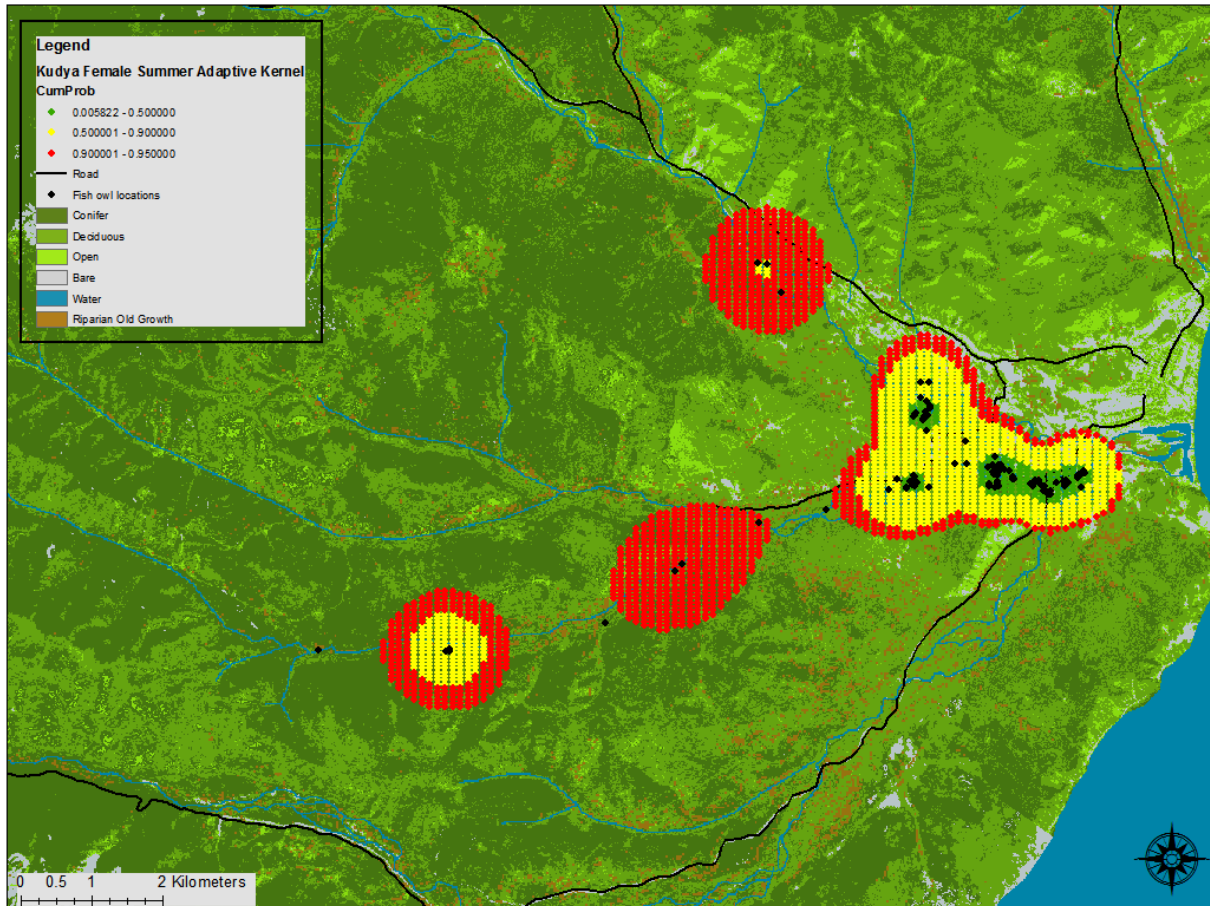 Legend
Kudya Female Summer Adaptive Kernel
CumProb
0.005822 - 0.500000
0.500001 - 0.900000
0.900001 - 0.950000
Road
Fish owl locations
Conifer
Deciduous
Open
Bare
Water
Riparian Old Growth
0 0.5 1 2 Kilometers